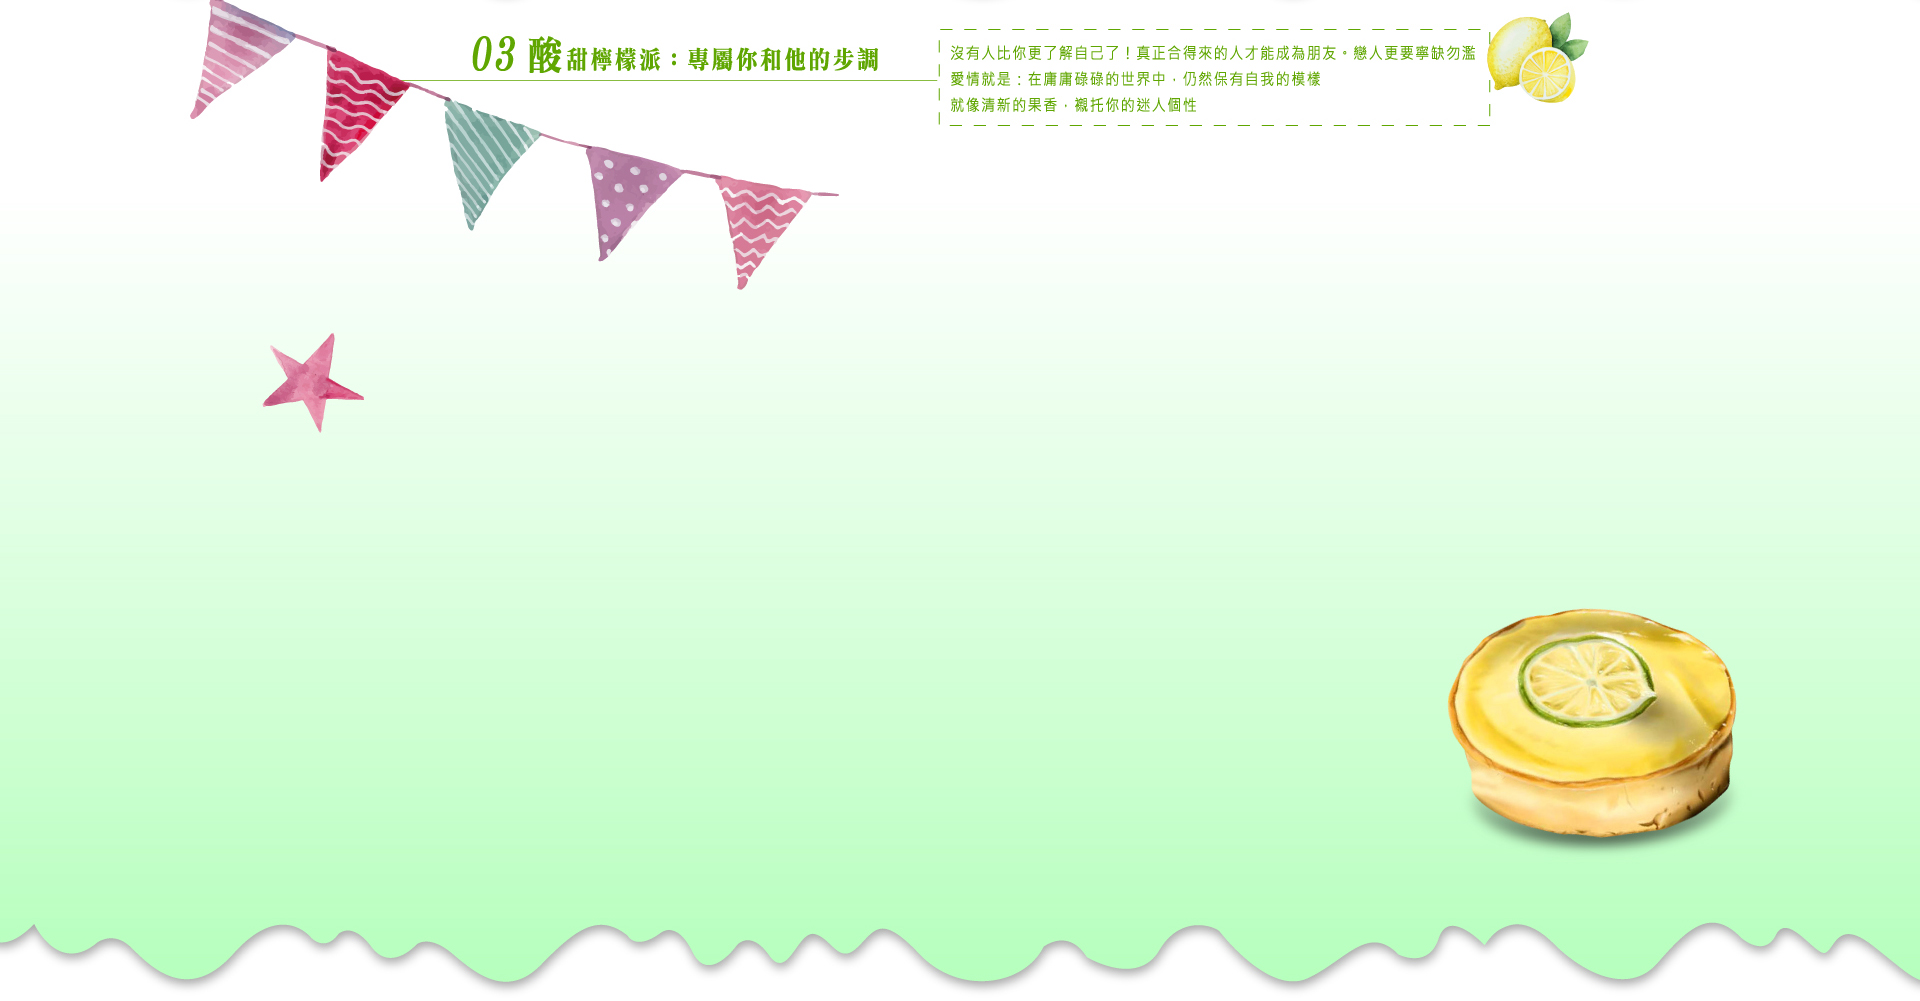 03 酸甜檸檬派：專屬你和他的步調
沒有人比你更了解自己了！真正合得來的人才能成為朋友。戀人更要寧缺勿濫
愛情就是：在庸庸碌碌的世界中，仍然保有自我的模樣
就像清新的果香，襯托你的迷人個性